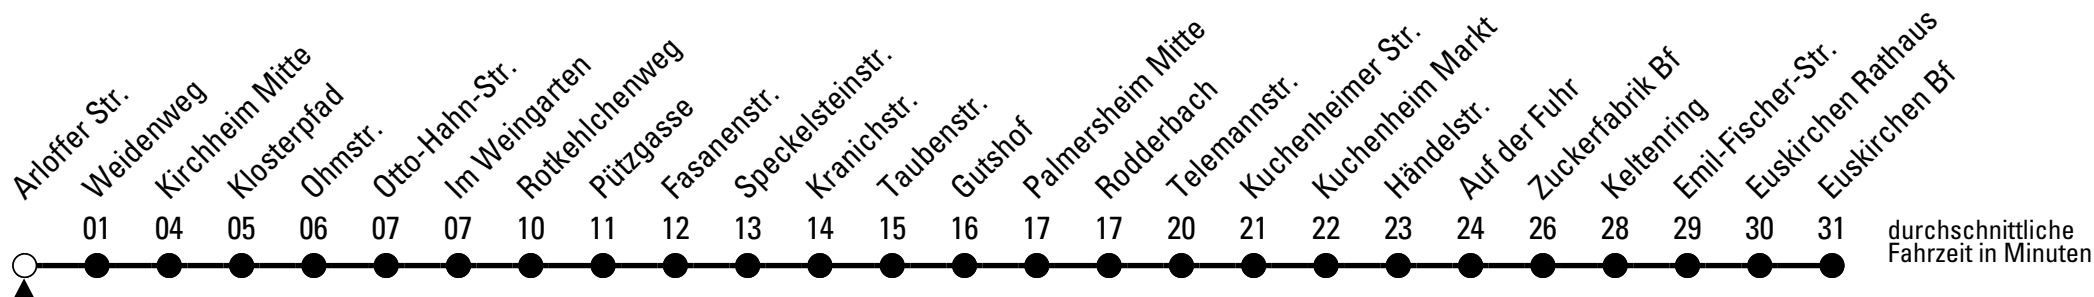 Arloffer Str.
Weidenweg
Kirchheim Mitte
Klosterpfad
Ohmstr.
Otto-Hahn-Str.
Im Weingarten
Rotkehlchenweg
Pützgasse
Fasanenstr.
Speckelsteinstr.
Kranichstr.
Taubenstr.
Gutshof
Palmersheim Mitte
Rodderbach
Telemannstr.
Kuchenheimer Str.
Kuchenheim Markt
Händelstr.
Auf der Fuhr
Zuckerfabrik Bf
Keltenring
Emil-Fischer-Str.
Euskirchen Rathaus
Euskirchen Bf
01 04 05 06 07 07 10 11 12 13 14 15 16 17 17 20 21 22 23 24 26 28 29 30 31
durchschnittliche
Fahrzeit in Minuten